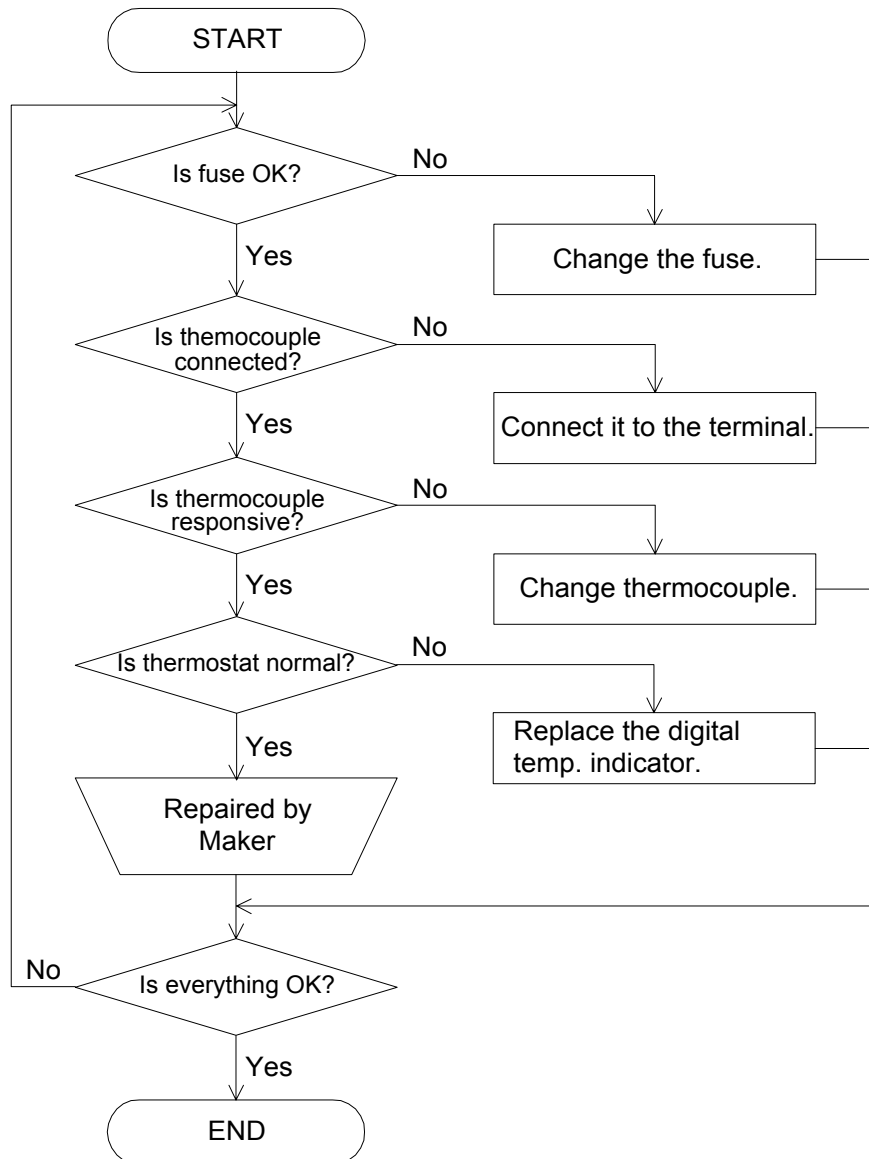 START
Is fuse OK?
No
Change the fuse.
Yes
Is themocouple
connected?
No
Connect it to the terminal.
Yes
Is thermocouple
responsive?
No
Change thermocouple.
Yes
Is thermostat normal?
No
Replace the digital
temp. indicator.
Yes
Repaired by
Maker
No
Is everything OK?
Yes
END